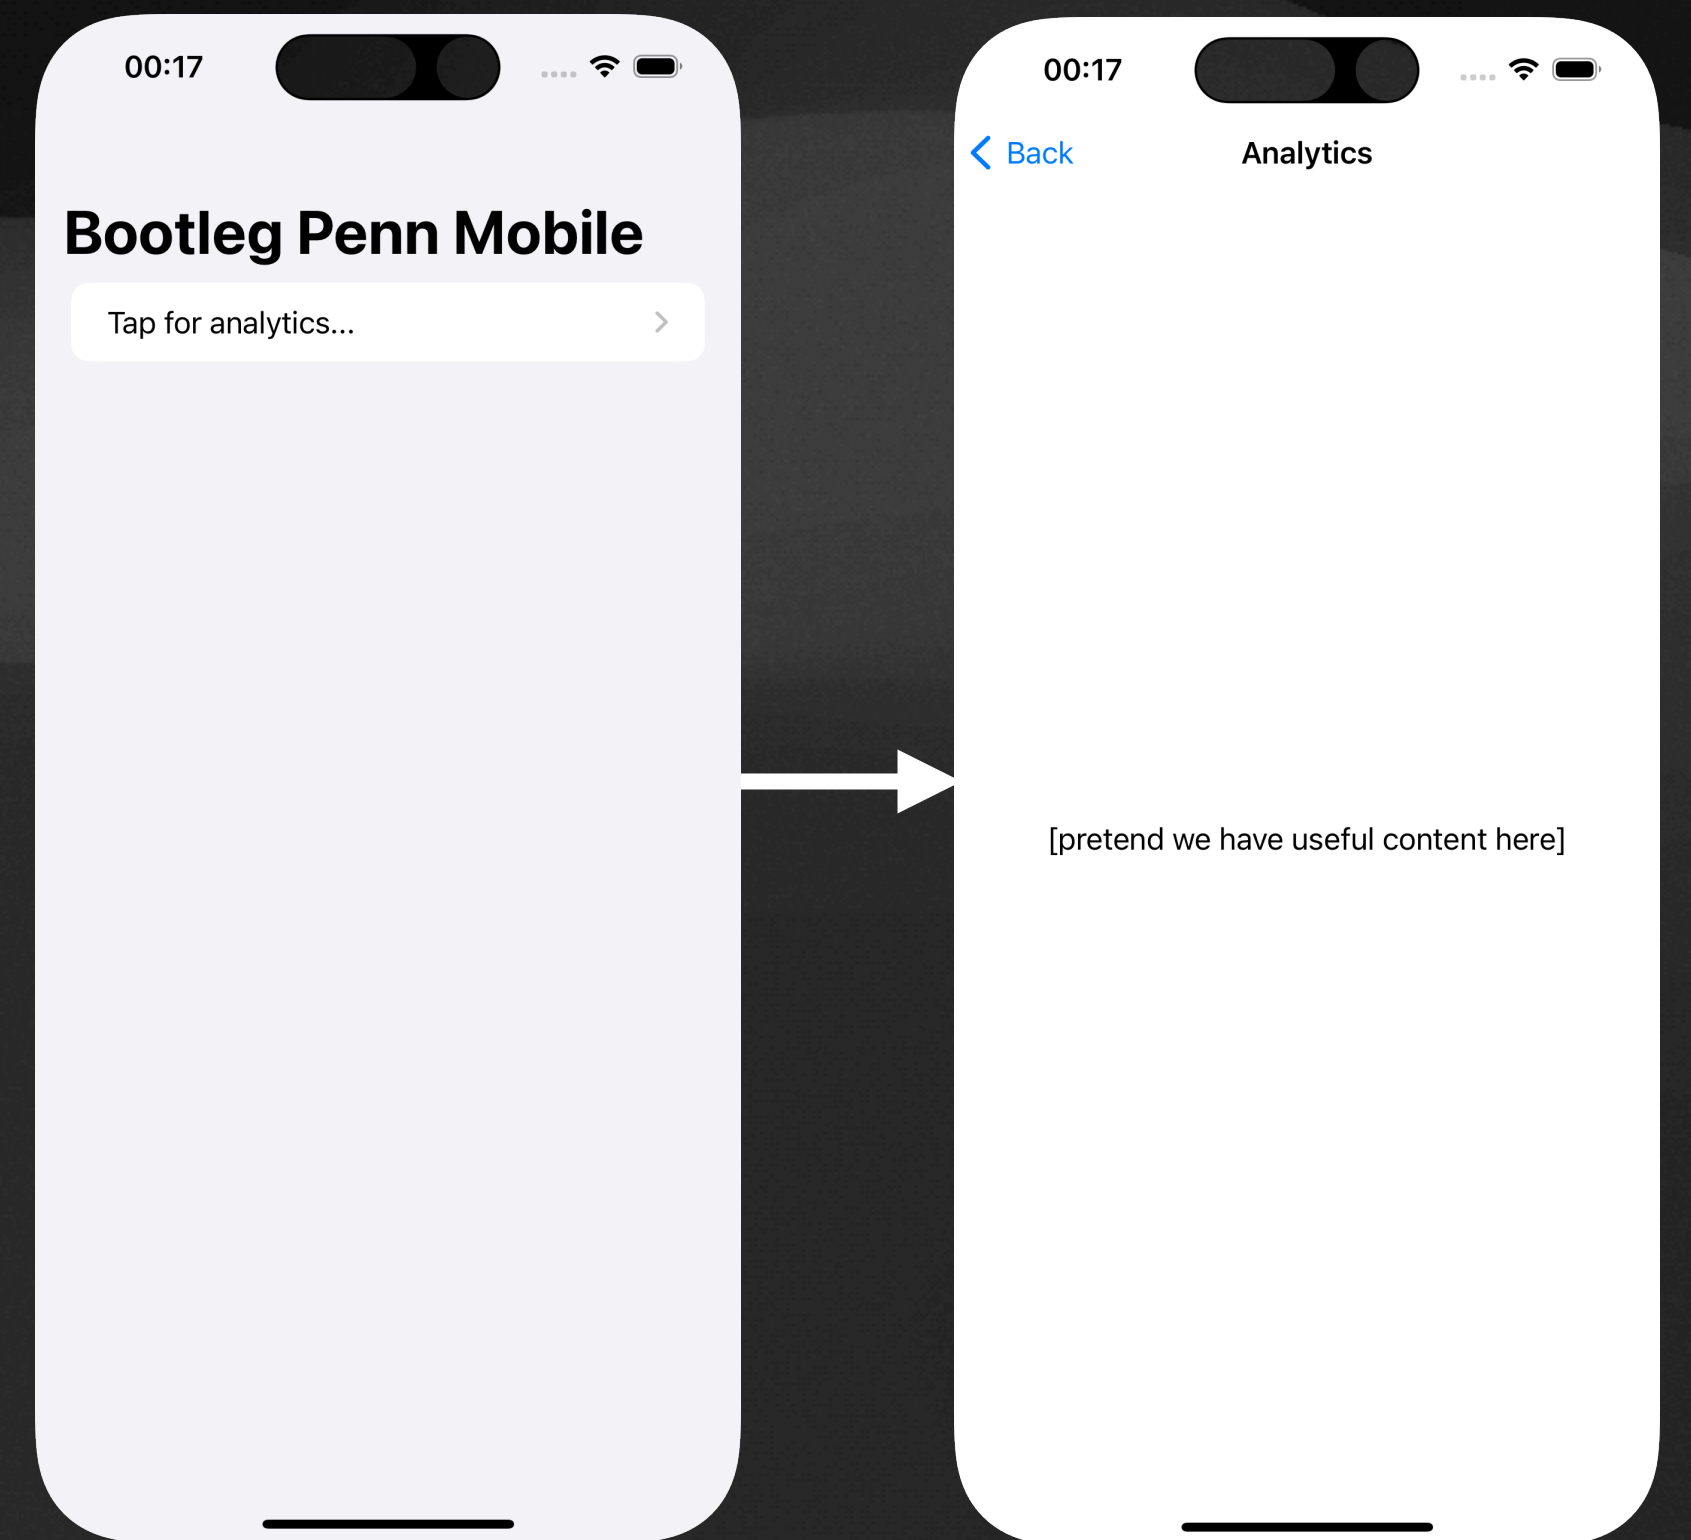 00:17
Bootleg Penn Mobile
Tap for analytics...
00:17
Back
Analytics
[pretend we have useful content here]